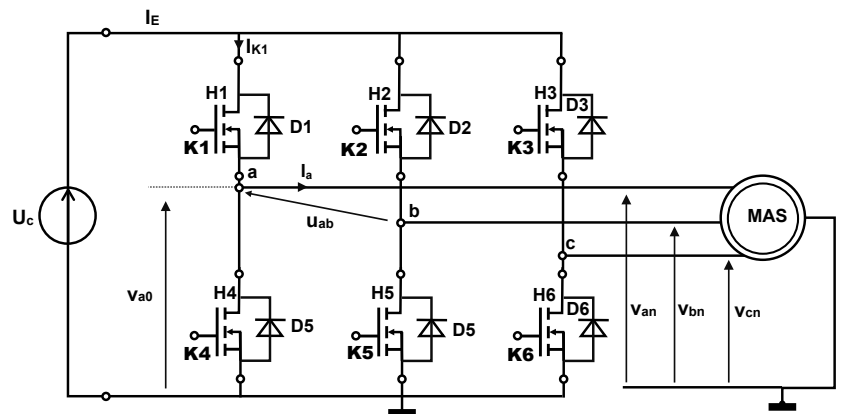 IE
IK1
H1
H2
H3
D3
D1
D2
K1
K2
K3
a
Ia
Uc
uab
b
MAS
c
va0
H4
H5
H6
D6
van
vbn
vcn
D5
D5
K4
K5
K6